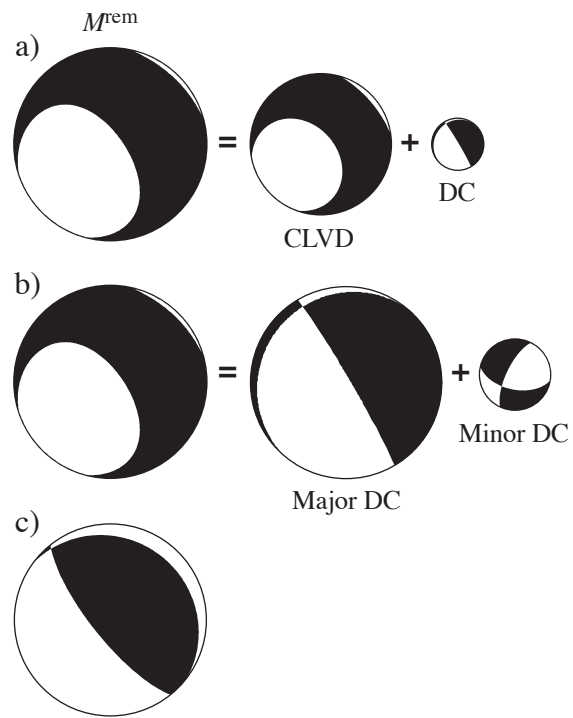 M^rem
a)
= + 
DC
CLVD
b)
= +
Minor DC
Major DC
c)